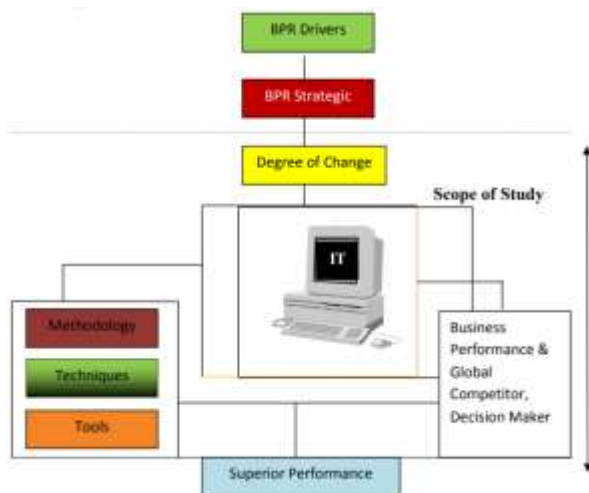 BPR Drivers
BPR Strategic
Degree of Change
Scope of Study
IT
Methodology
Techniques
Tools
Business
Performance &
Global
Competitor,
Decision Maker
Superior Performance